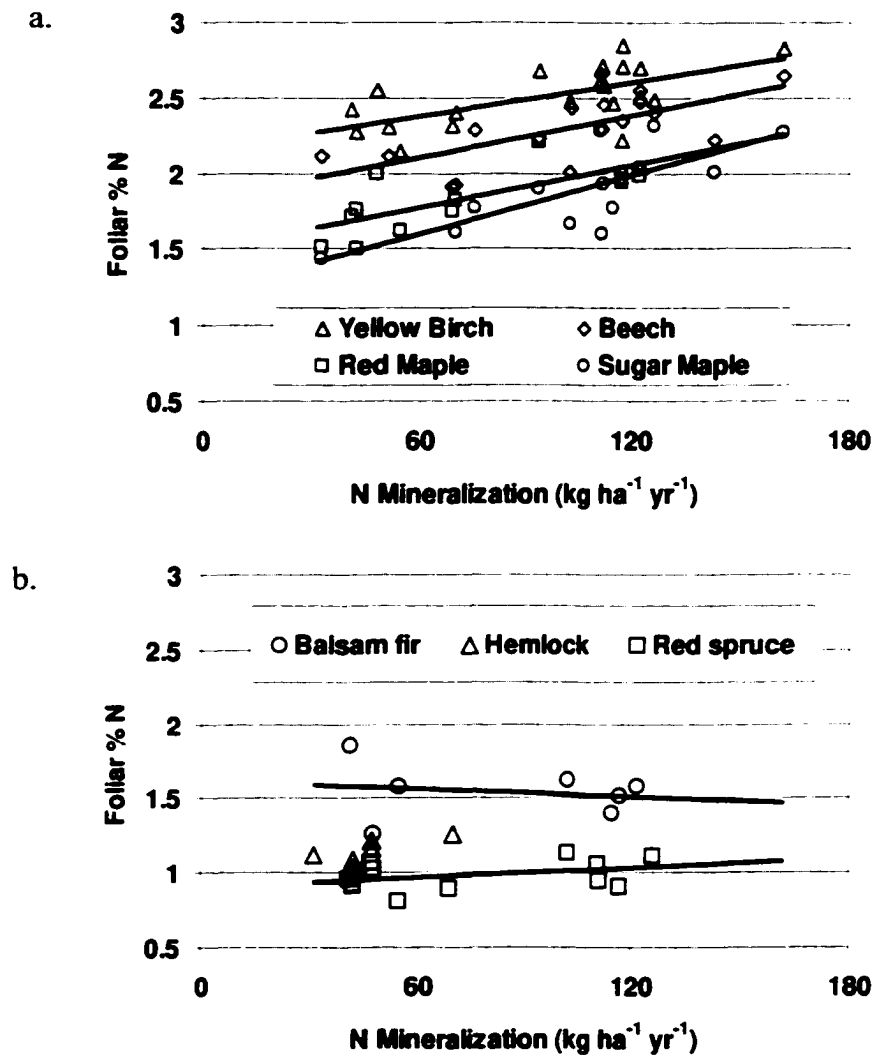 a.
3
2.5
2
1.5
1
0.5
Foliar % N
Yellow Birch
Beech
Red Maple
Sugar Maple
0
60
120
180
N Mineralization (kg ha⁻¹ yr⁻¹)
b.
3
2.5
2
1.5
1
0.5
Foliar % N
Balsam fir
Hemlock
Red spruce
0
60
120
180
N Mineralization (kg ha⁻¹ yr⁻¹)